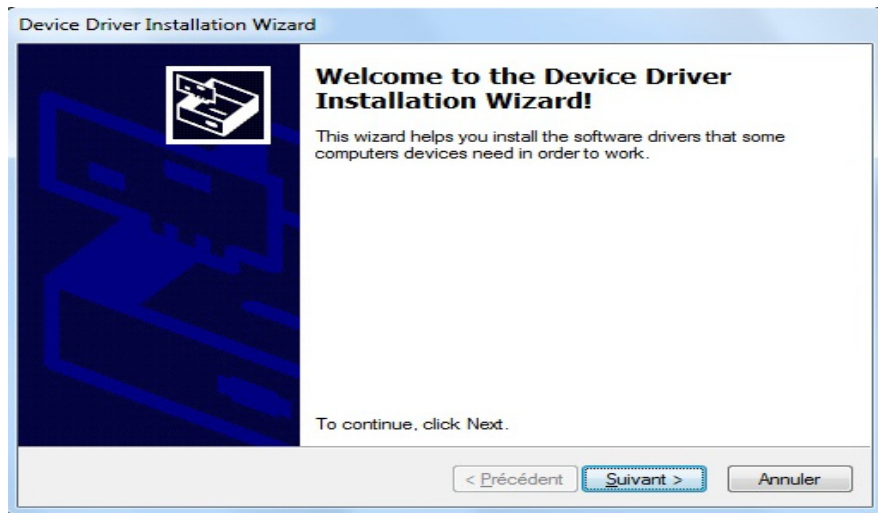 Device Driver Installation Wizard
Welcome to the Device Driver
Installation Wizard!
This wizard helps you install the software drivers that some
computers devices need in order to work.
To continue, click Next.
< Précédent
Suivant >
Annuler